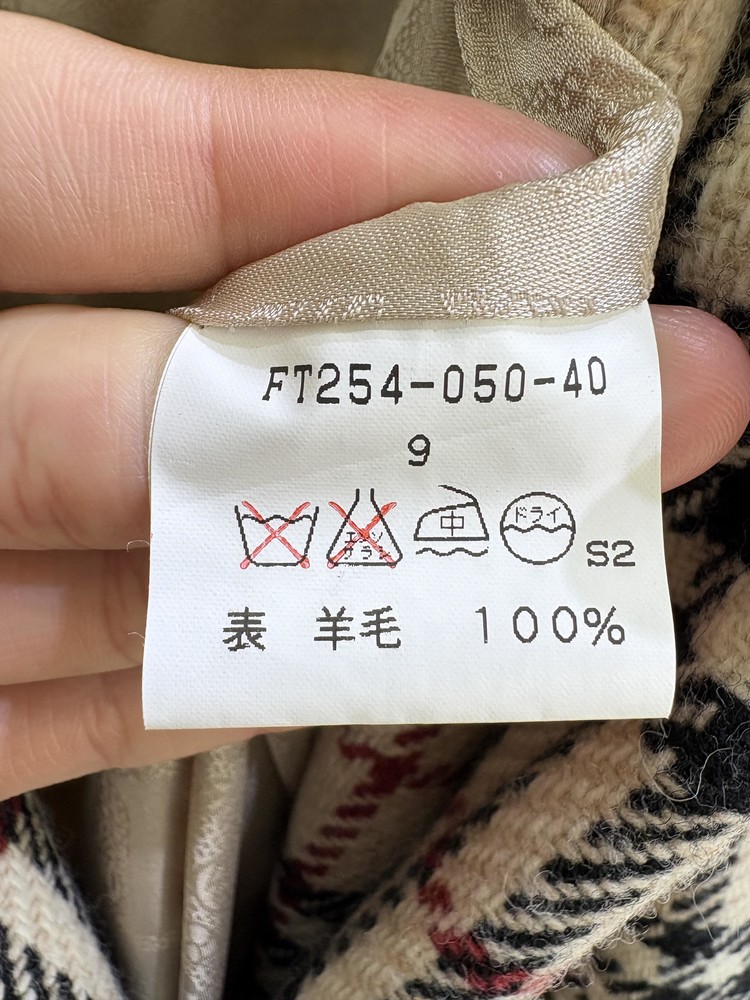 FT254-050-40
9
エンソ
サラシ
中
ドライ
S2
表 羊毛 100%